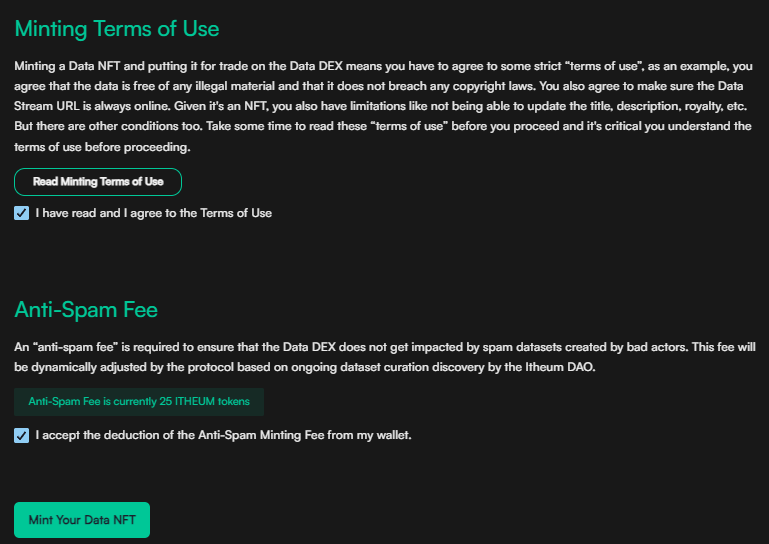 Minting Terms of Use
Minting a Data NFT and putting it for trade on the Data DEX means you have to agree to some strict “terms of use”, as an example, you
agree that the data is free of any illegal material and that it does not breach any copyright laws. You also agree to make sure the Data
Stream URL is always online. Given it's an NFT, you also have limitations like not being able to update the title, description, royalty, etc.
But there are other conditions too. Take some time to read these “terms of use” before you proceed and it's critical you understand the
terms of use before proceeding.
Read Minting Terms of Use
I have read and I agree to the Terms of Use
Anti-Spam Fee
An “anti-spam fee” is required to ensure that the Data DEX does not get impacted by spam datasets created by bad actors. This fee will
be dynamically adjusted by the protocol based on ongoing dataset curation discovery by the Itheum DAO.
Anti-Spam Fee is currently 25 ITHEUM tokens
I accept the deduction of the Anti-Spam Minting Fee from my wallet.
Mint Your Data NFT